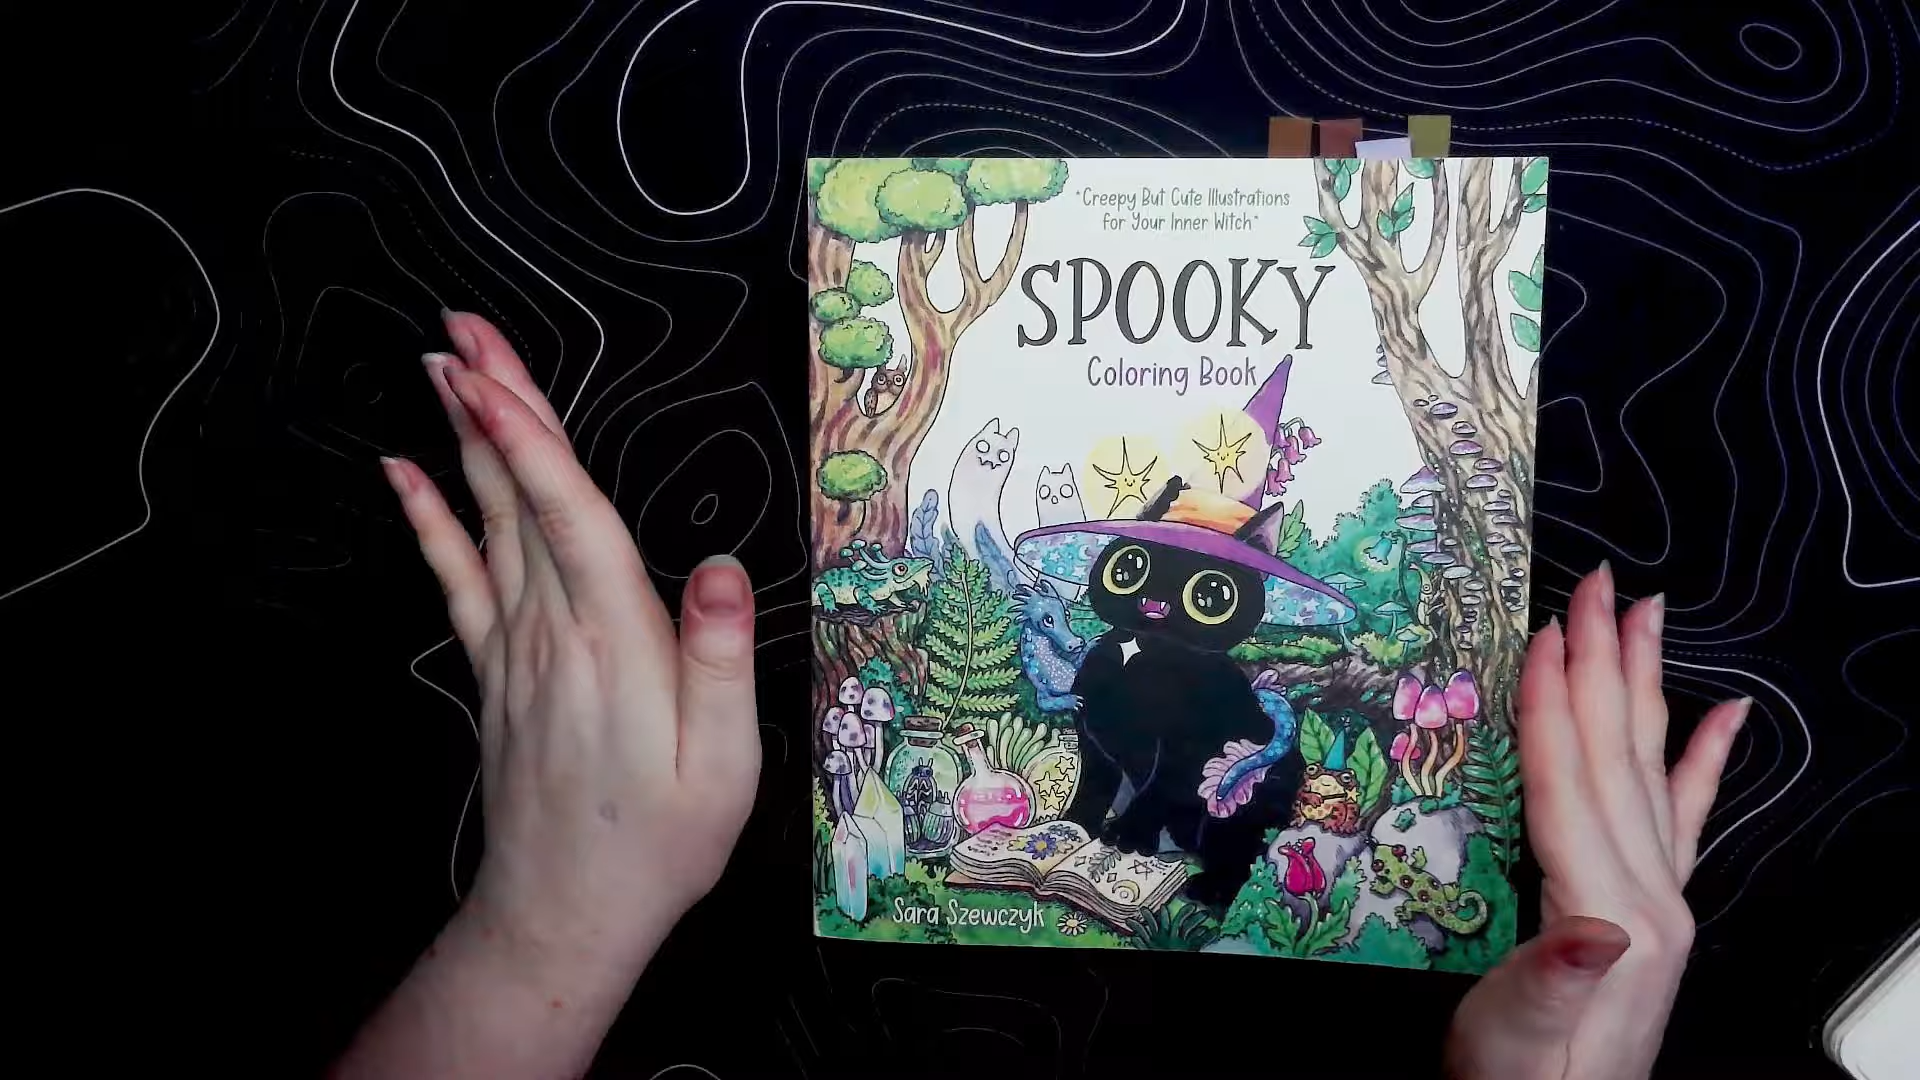 *Creepy But Cute Illustrations
for Your Inner Witch*
SPOOKY
Coloring Book
Sara Szewczyk